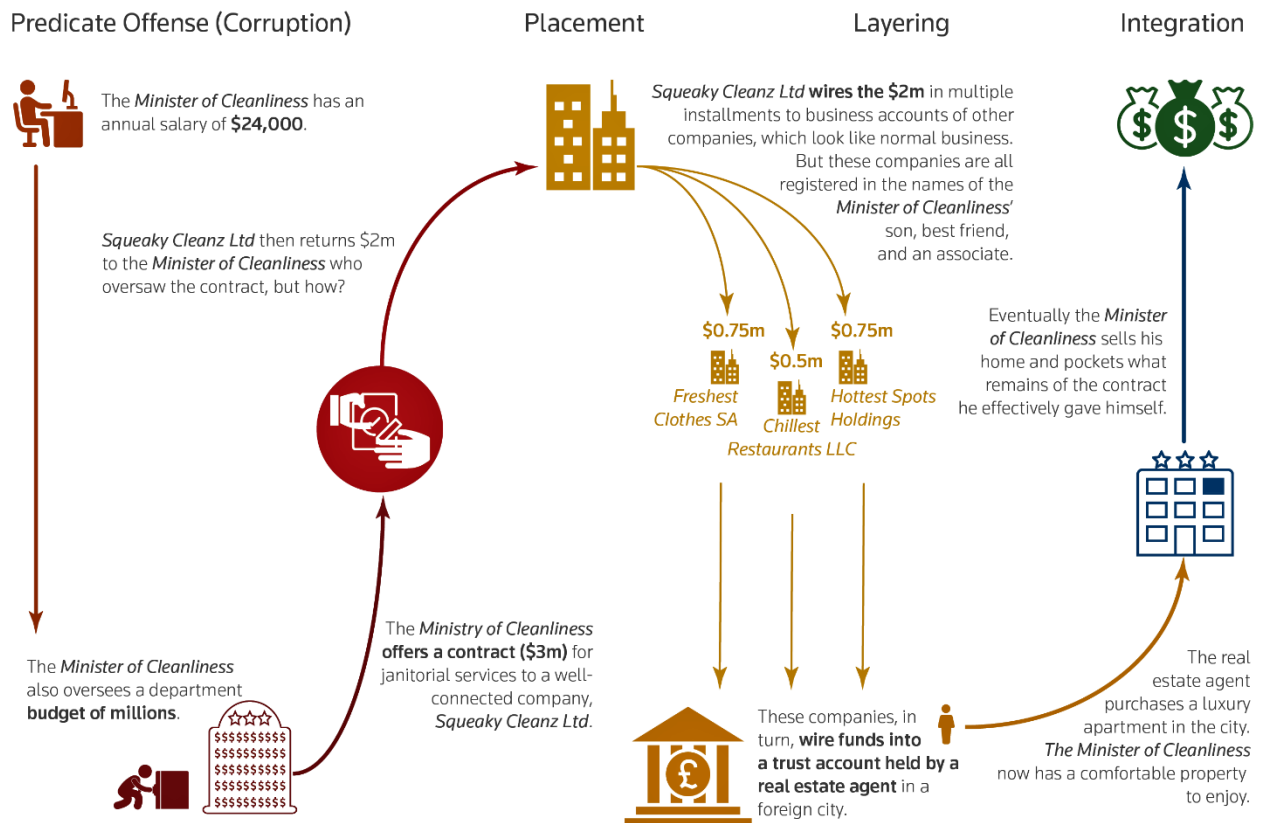 Predicate Offense (Corruption)
Placement
Layering
Integration
The Minister of Cleanliness has an
annual salary of $24,000.
Squeaky Cleanz Ltd then returns $2m
to the Minister of Cleanliness who
oversaw the contract, but how?
The Minister of Cleanliness
also oversees a department
budget of millions.
$$$$$$$$
$$$$$$$$
$$$$$$$$
$$$$$$$$
$$$$$$$$
The Ministry of Cleanliness
offers a contract ($3m) for
janitorial services to a well-
connected company,
Squeaky Cleanz Ltd.
Squeaky Cleanz Ltd wires the $2m in multiple
installments to business accounts of other
companies, which look like normal business.
But these companies are all
registered in the names of the
Minister of Cleanliness'
son, best friend,
and an associate.
$0.75m
Freshest
Clothes SA
$0.5m
Chillest
Restaurants LLC
$0.75m
Hottest Spots
Holdings
£
These companies, in
turn, wire funds into
a trust account held by a
real estate agent in a
foreign city.
The real
estate agent
purchases a luxury
apartment in the city.
The Minister of Cleanliness
now has a comfortable property
to enjoy.
Eventually the Minister
of Cleanliness sells his
home and pockets what
remains of the contract
he effectively gave himself.
$ $ $